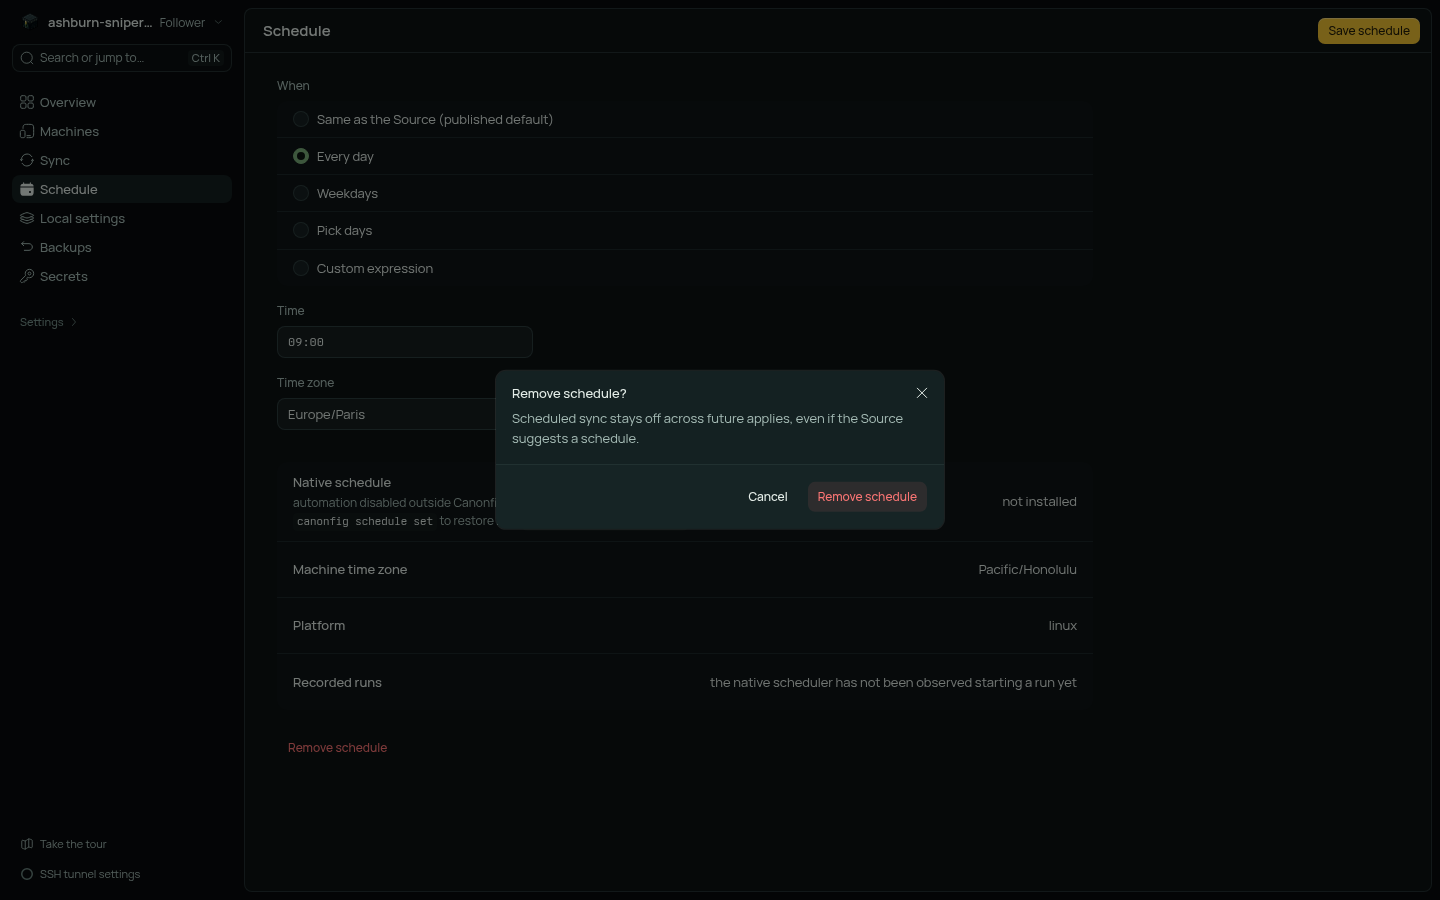 ashburn-sniper... Follower
Search or jump to... Ctrl K
Overview
Machines
Sync
Schedule
Local settings
Backups
Secrets
Settings
Take the tour
SSH tunnel settings
Schedule
Save schedule
When
Same as the Source (published default)
Every day
Weekdays
Pick days
Custom expression
Time
09:00
Time zone
Europe/Paris
Remove schedule?
Scheduled sync stays off across future applies, even if the Source
suggests a schedule.
Cancel Remove schedule
Native schedule
automation disabled outside Canonfi
canonfig schedule set to restore
not installed
Machine time zone Pacific/Honolulu
Platform linux
Recorded runs the native scheduler has not been observed starting a run yet
Remove schedule